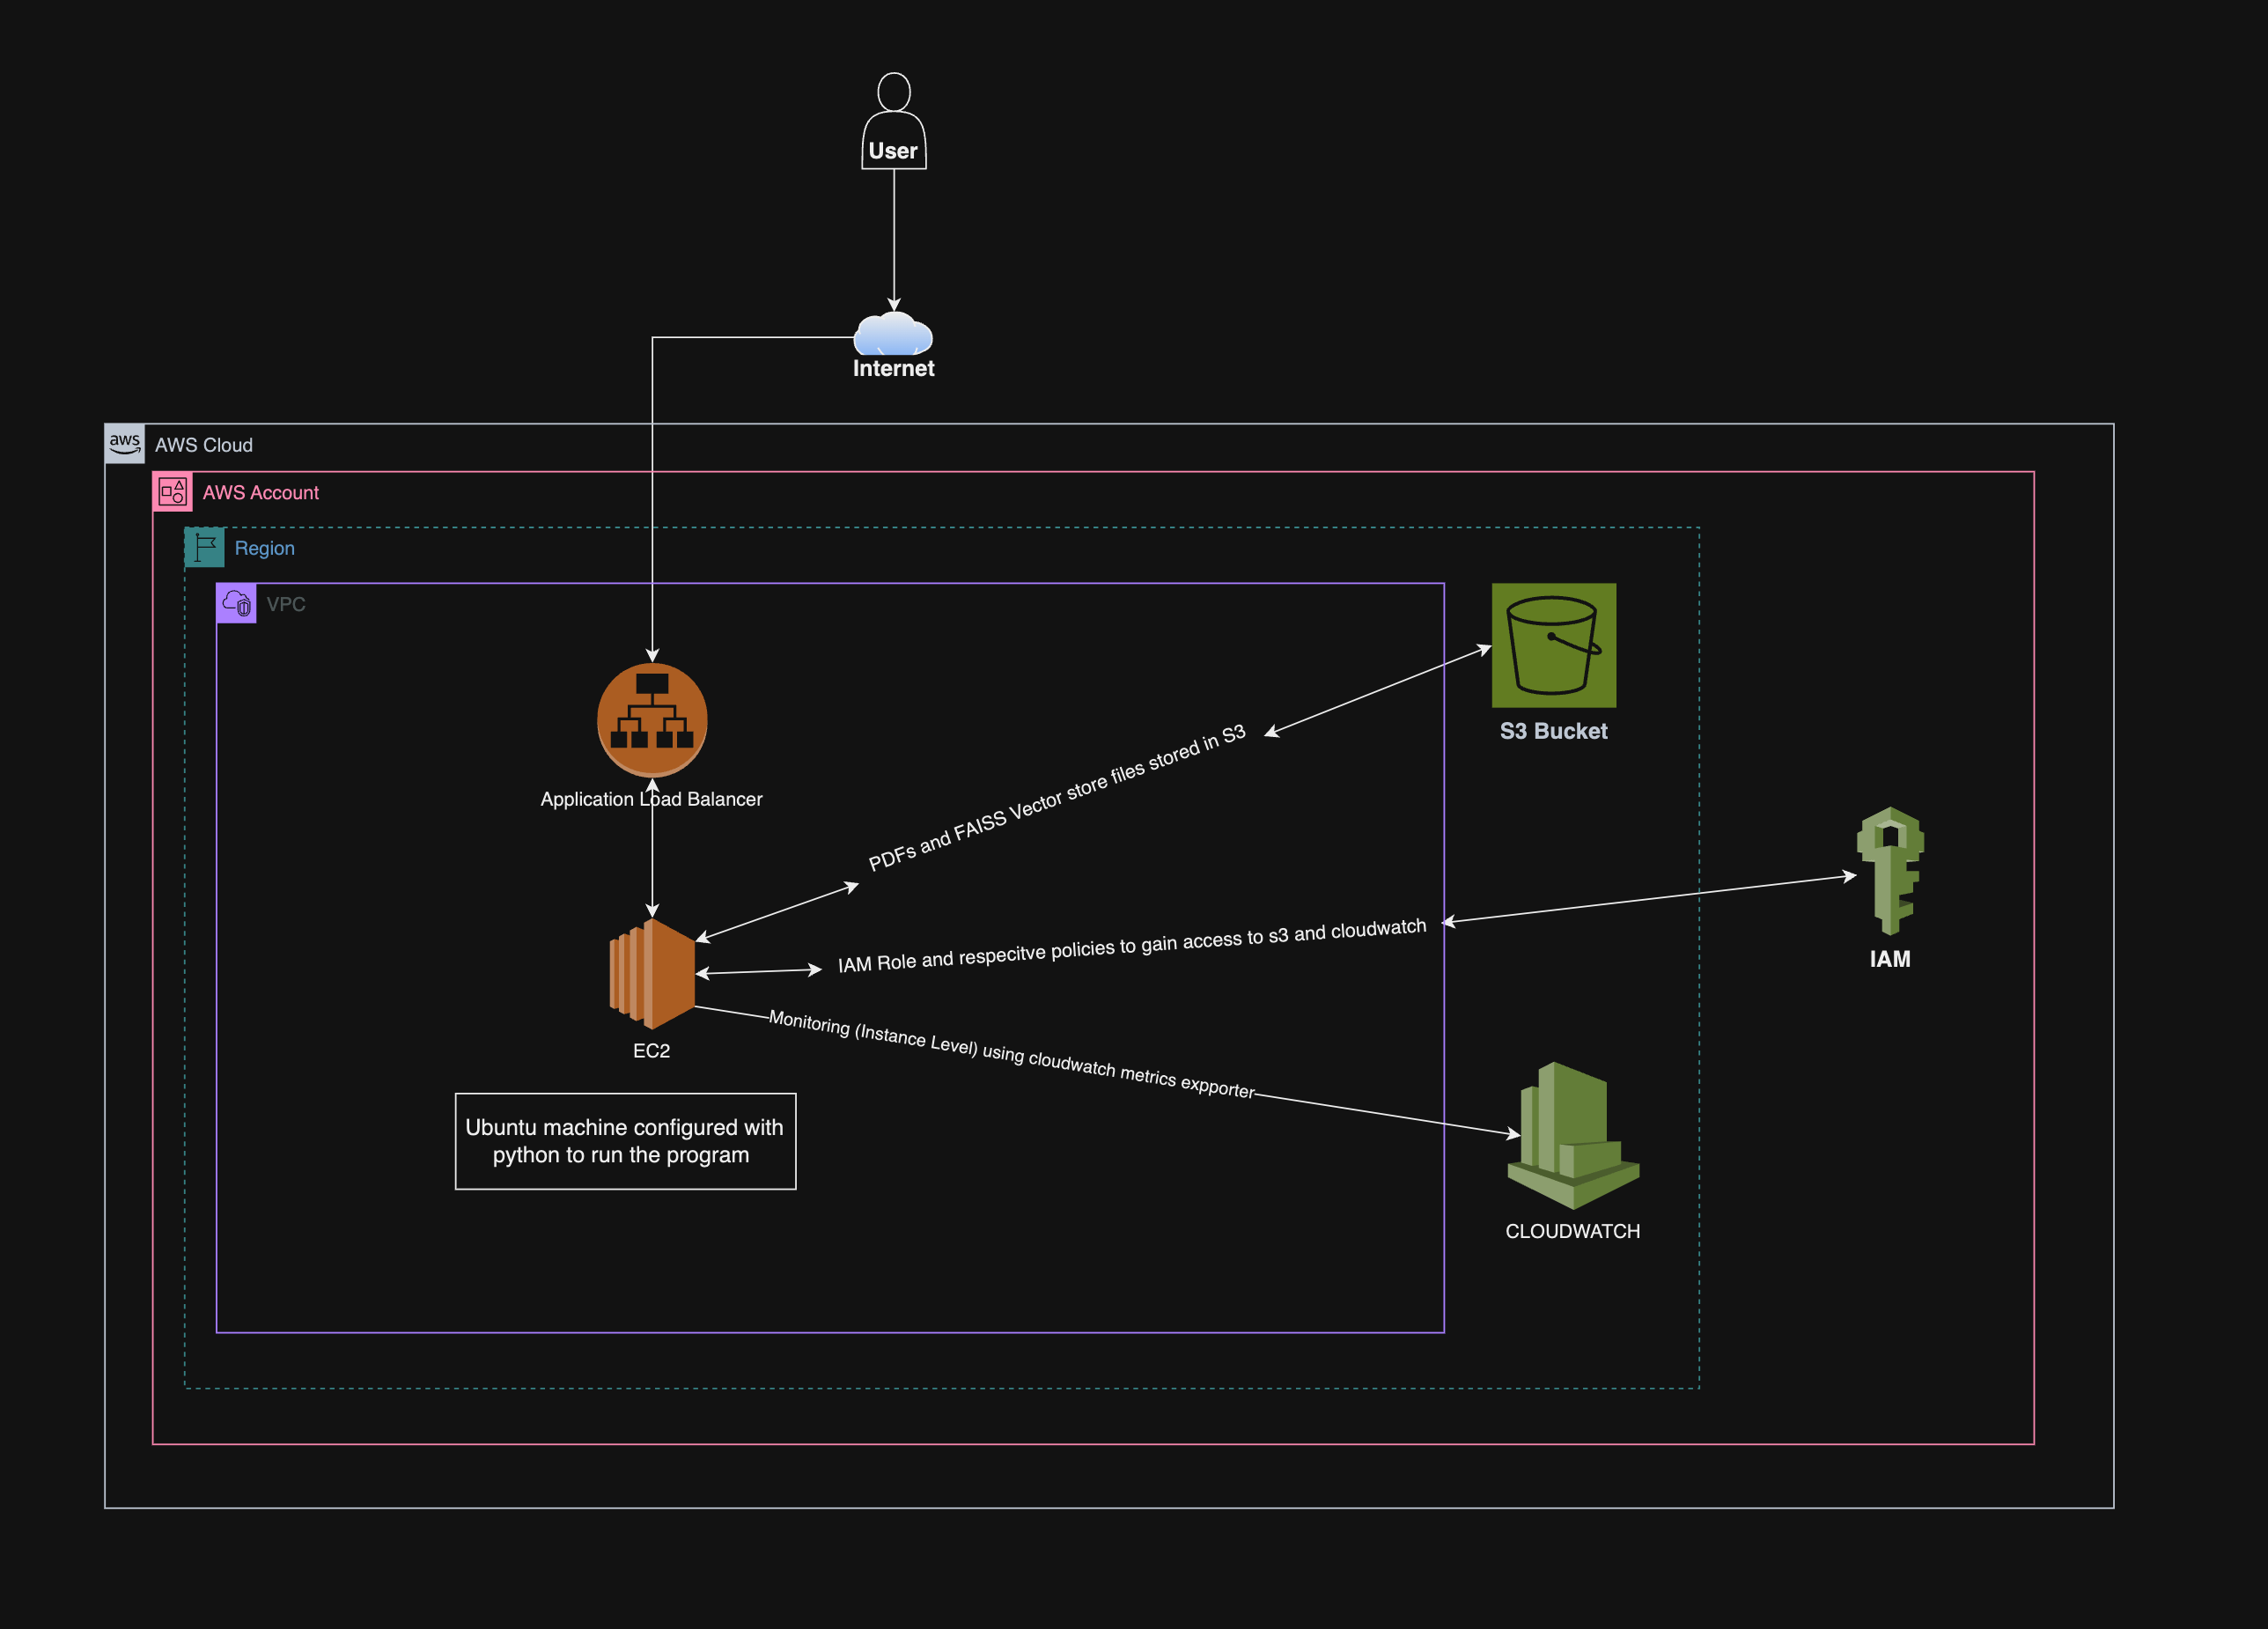 User
Internet
aws
AWS Cloud
AWS Account
Region
VPC
S3 Bucket
Application Load Balancer
PDFs and FAISS Vector store files stored in S3
IAM Role and respecitve policies to gain access to s3 and cloudwatch
IAM
Monitoring (Instance Level) using cloudwatch metrics expporter
EC2
Ubuntu machine configured with
python to run the program
CLOUDWATCH